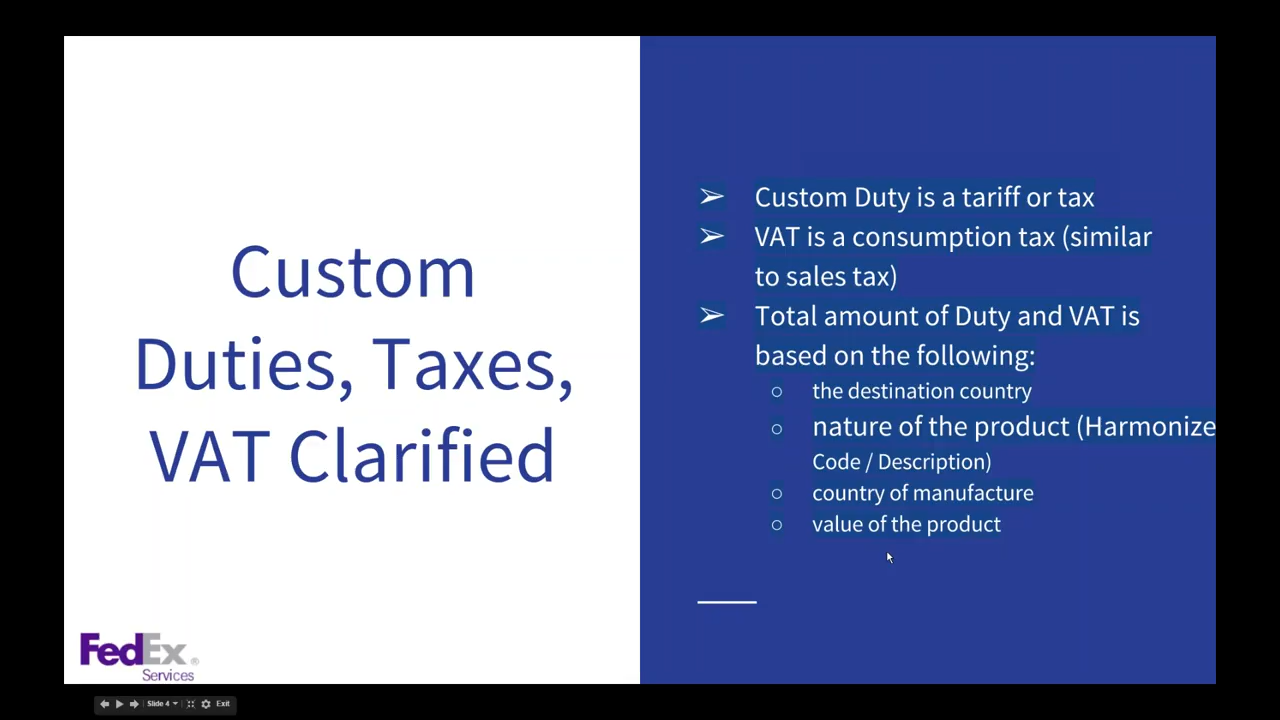 Custom
Duties, Taxes,
VAT Clarified
➢ Custom Duty is a tariff or tax
➢ VAT is a consumption tax (similar
to sales tax)
➢ Total amount of Duty and VAT is
based on the following:
○ the destination country
○ nature of the product (Harmonize
Code / Description)
○ country of manufacture
○ value of the product
FedEx®
Services
Slide 4
Exit